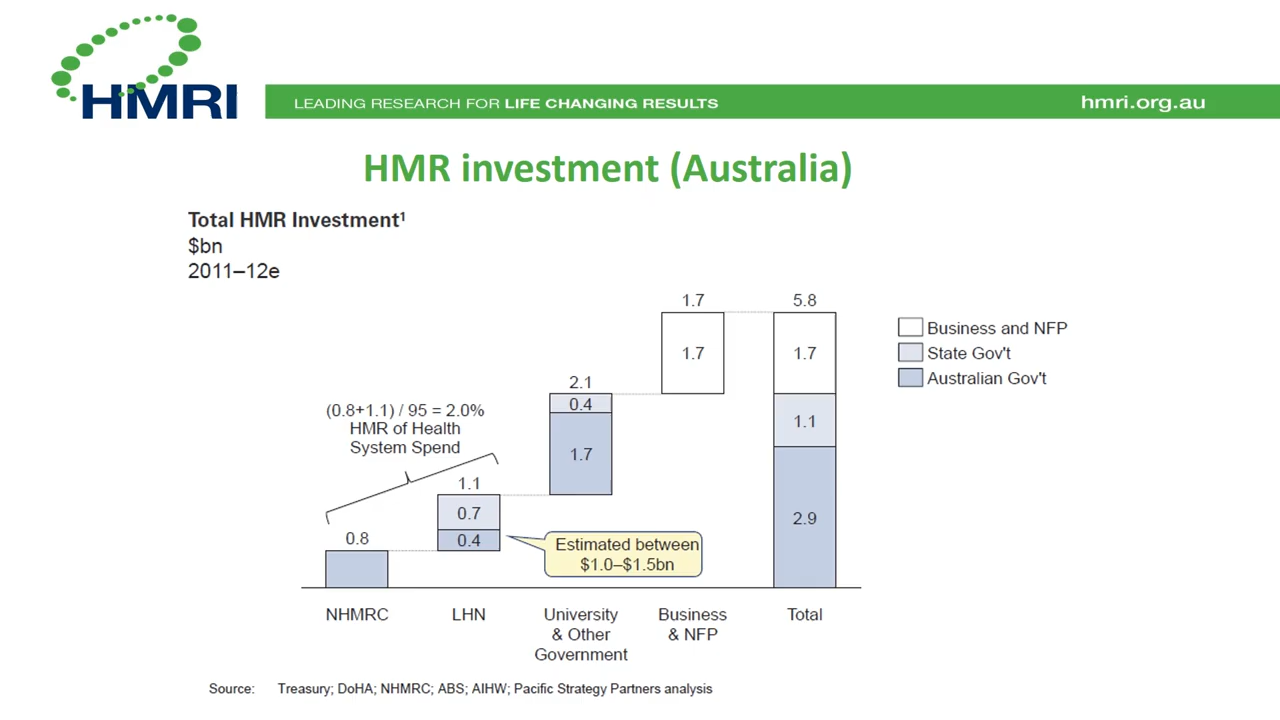 HMRI
LEADING RESEARCH FOR LIFE CHANGING RESULTS
hmri.org.au
HMR investment (Australia)
Total HMR Investment¹
$bn
2011–12e
1.7
5.8
Business and NFP
State Gov't
Australian Gov't
1.7
1.7
2.1
0.4
1.7
1.1
2.9
(0.8+1.1) / 95 = 2.0%
HMR of Health
System Spend
1.1
0.7
0.4
0.8
Estimated between
$1.0–$1.5bn
NHMRC
LHN
University
& Other
Government
Business
& NFP
Total
Source: Treasury; DoHA; NHMRC; ABS; AIHW; Pacific Strategy Partners analysis